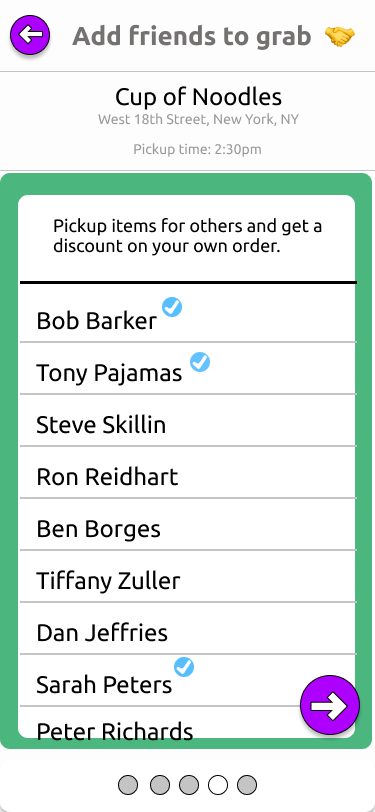 Add friends to grab 🤝
Cup of Noodles
West 18th Street, New York, NY
Pickup time: 2:30pm
Pickup items for others and get a
discount on your own order.
Bob Barker
Tony Pajamas
Steve Skillin
Ron Reidhart
Ben Borges
Tiffany Zuller
Dan Jeffries
Sarah Peters
Peter Richards